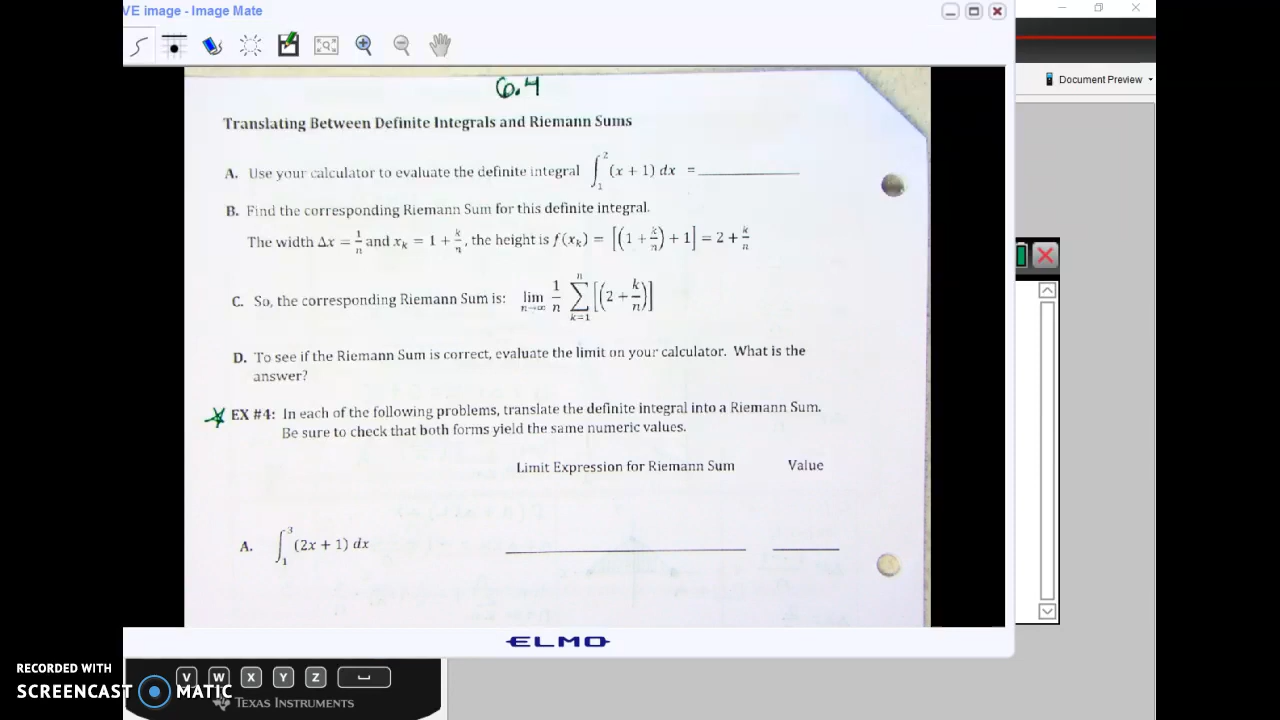 VE image - Image Mate
Document Preview
6.4
Translating Between Definite Integrals and Riemann Sums
A. Use your calculator to evaluate the definite integral ∫₁² (x + 1) dx = ________
B. Find the corresponding Riemann Sum for this definite integral.
The width Δx = 1/n and xₖ = 1 + k/n, the height is f(xₖ) = [(1 + k/n) + 1] = 2 + k/n
C. So, the corresponding Riemann Sum is: lim n→∞ 1/n ∑ k=1 n [(2 + k/n)]
D. To see if the Riemann Sum is correct, evaluate the limit on your calculator. What is the
answer?
EX #4: In each of the following problems, translate the definite integral into a Riemann Sum.
Be sure to check that both forms yield the same numeric values.
Limit Expression for Riemann Sum Value
A. ∫₁³ (2x + 1) dx ________ ________
ELMO
V W X Y Z
TEXAS INSTRUMENTS
RECORDED WITH
SCREENCAST MATIC